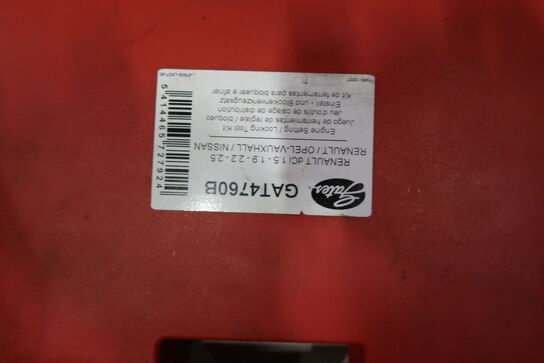 Gates
GAT4760B
RENAULT dCi 1.5 - 1.9 - 2.2 - 2.5
RENAULT / OPEL-VAUXHALL / NISSAN
Engine Setting / Locking Tool Kit
Juego de herramientas de reglaje / bloqueo
Jeu d'outils de calage de distribution
Einstel - und Blockierwerkzeugsatz
Kit de ferramentas para bloquear e afinar
5 414465 727924